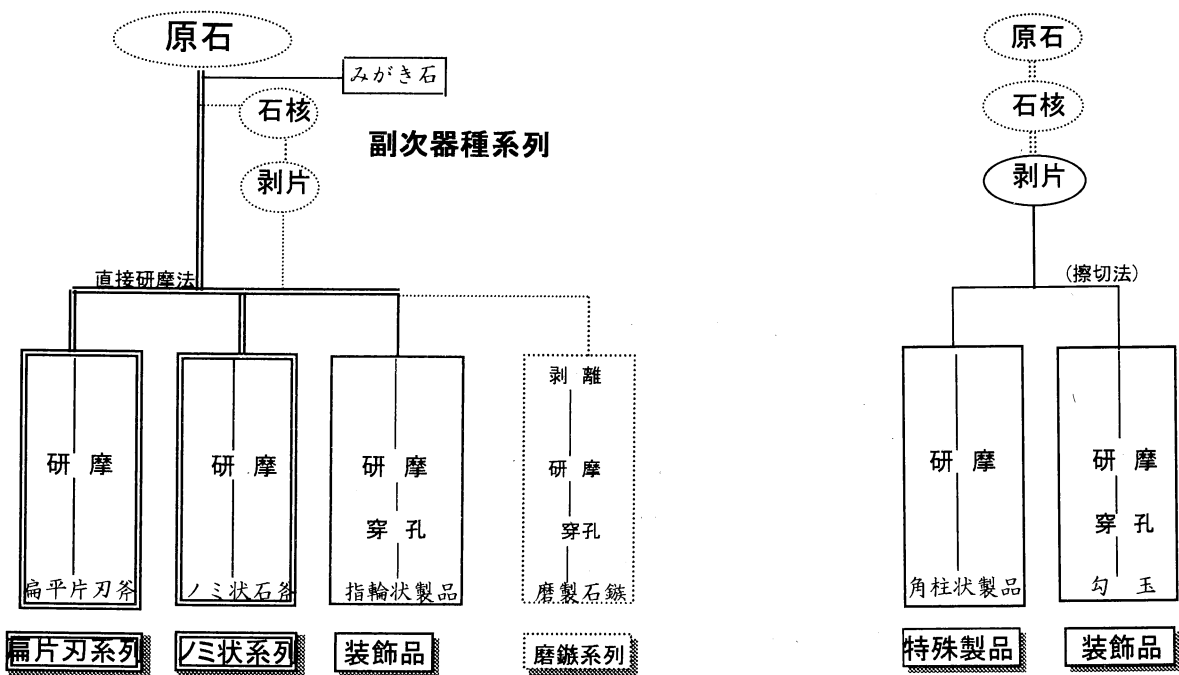 原石
みがき石
石核
副次器種系列
剥片
直接研摩法
研摩
扁平片刃斧
扁片刃系列
研摩
ノミ状石斧
ノミ状系列
研摩
穿孔
指輪状製品
装飾品
剥離
研摩
穿孔
磨製石鏃
磨鏃系列
原石
石核
剥片
(擦切法)
研摩
角柱状製品
特殊製品
研摩
穿孔
勾玉
装飾品